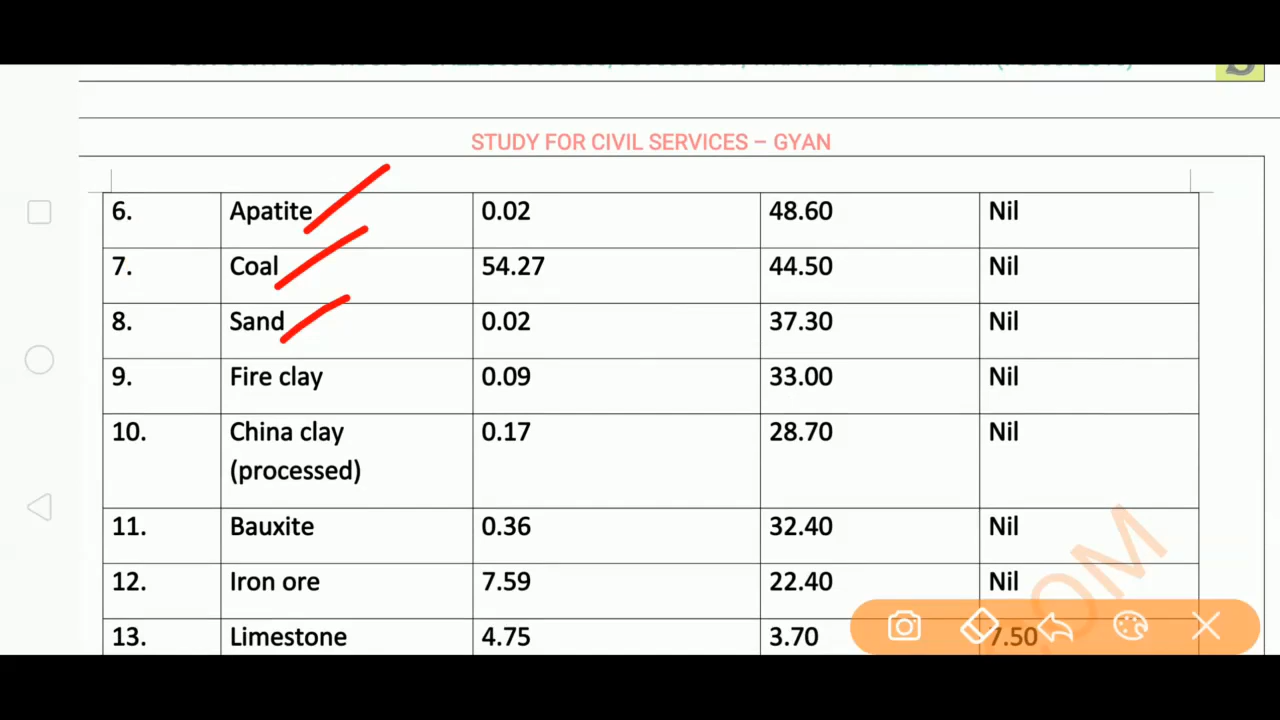 STUDY FOR CIVIL SERVICES – GYAN
6. Apatite 0.02 48.60 Nil
7. Coal 54.27 44.50 Nil
8. Sand 0.02 37.30 Nil
9. Fire clay 0.09 33.00 Nil
10. China clay 0.17 28.70 Nil
(processed)
11. Bauxite 0.36 32.40 Nil
12. Iron ore 7.59 22.40 Nil
13. Limestone 4.75 3.70 7.50
OM